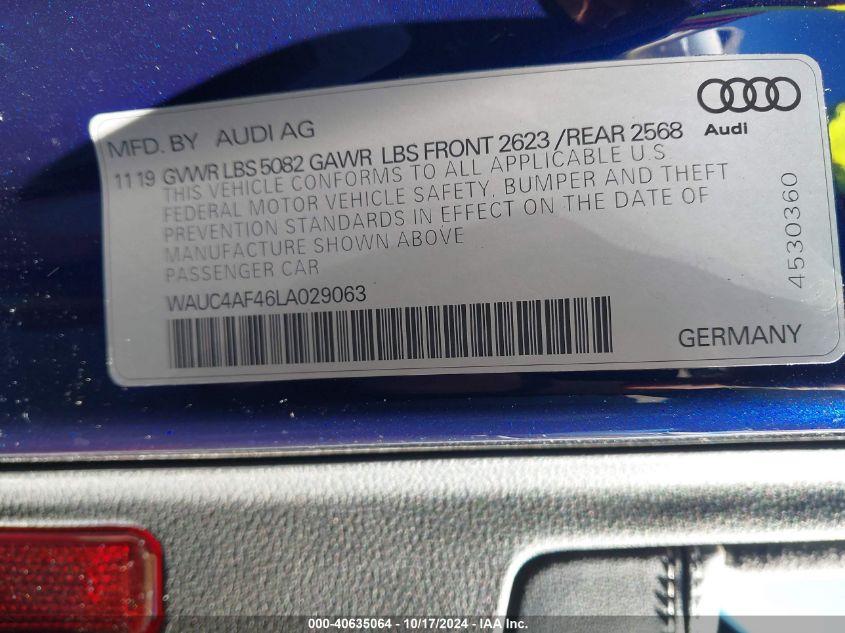 MFD. BY AUDI AG
Audi
11 19 GVWR LBS 5082 GAWR LBS FRONT 2623 /REAR 2568
THIS VEHICLE CONFORMS TO ALL APPLICABLE U.S
FEDERAL MOTOR VEHICLE SAFETY, BUMPER AND THEFT
PREVENTION STANDARDS IN EFFECT ON THE DATE OF
MANUFACTURE SHOWN ABOVE
PASSENGER CAR
4530360
WAUC4AF46LA029063
GERMANY
000-40635064 - 10/17/2024 - IAA Inc.